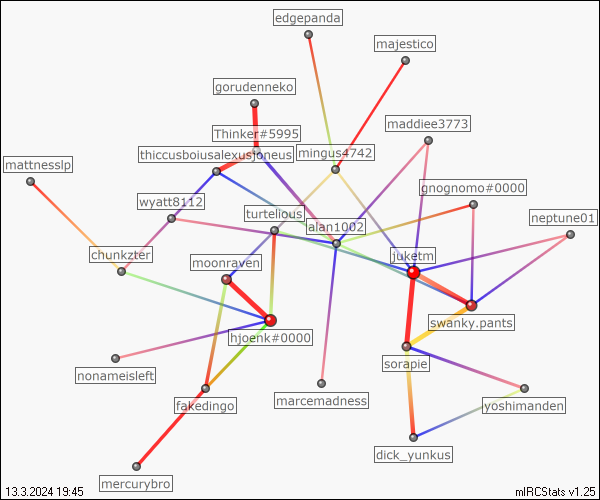 edgepanda
majestico
gorudenneko
maddiee3773
Thinker#5995
thiccusboiusalexusjoneus
mingus4742
mattnesslp
gnognomo#0000
wyatt8112
turtelious
alan1002
neptune01
chunkzter
moonraven
juketm
swanky.pants
hjoenk#0000
sorapie
nonameisleft
fakedingo
marcemadness
yoshimanden
dick_yunkus
mercurybro
13.3.2024 19:45
mIRCStats v1.25